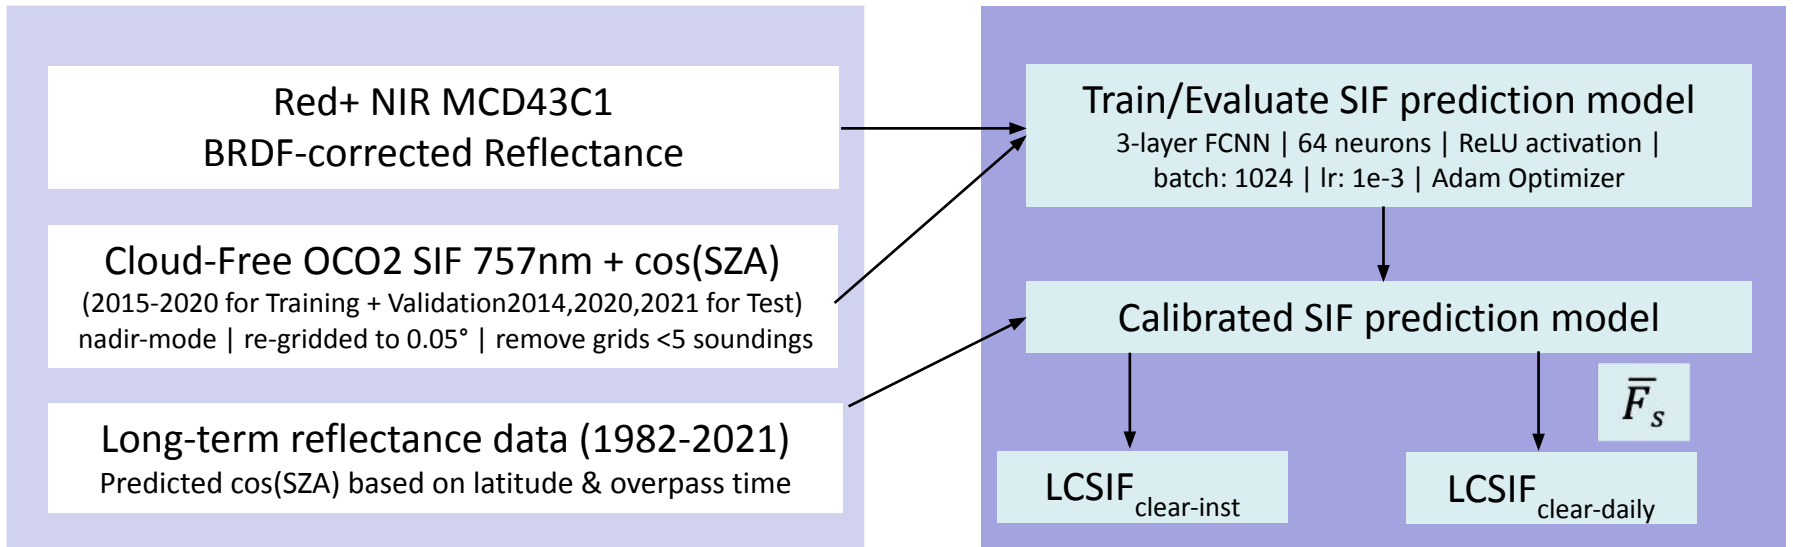 Red+ NIR MCD43C1
BRDF-corrected Reflectance
Cloud-Free OCO2 SIF 757nm + cos(SZA)
(2015-2020 for Training + Validation2014,2020,2021 for Test)
nadir-mode | re-gridded to 0.05° | remove grids <5 soundings
Long-term reflectance data (1982-2021)
Predicted cos(SZA) based on latitude & overpass time
Train/Evaluate SIF prediction model
3-layer FCNN | 64 neurons | ReLU activation |
batch: 1024 | lr: 1e-3 | Adam Optimizer
Calibrated SIF prediction model
F̅s
LCSIFclear-inst
LCSIFclear-daily